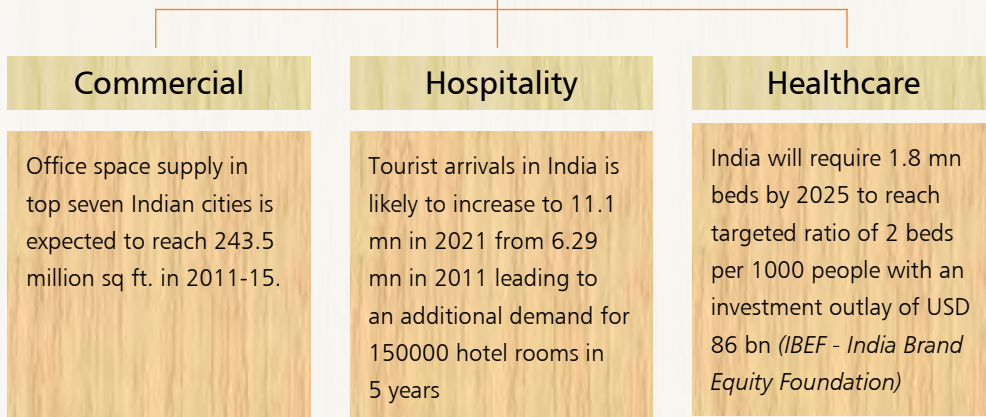 Commercial
Office space supply in
top seven Indian cities is
expected to reach 243.5
million sq ft. in 2011-15.
Hospitality
Tourist arrivals in India is
likely to increase to 11.1
mn in 2021 from 6.29
mn in 2011 leading to
an additional demand for
150000 hotel rooms in
5 years
Healthcare
India will require 1.8 mn
beds by 2025 to reach
targeted ratio of 2 beds
per 1000 people with an
investment outlay of USD
86 bn (IBEF - India Brand
Equity Foundation)